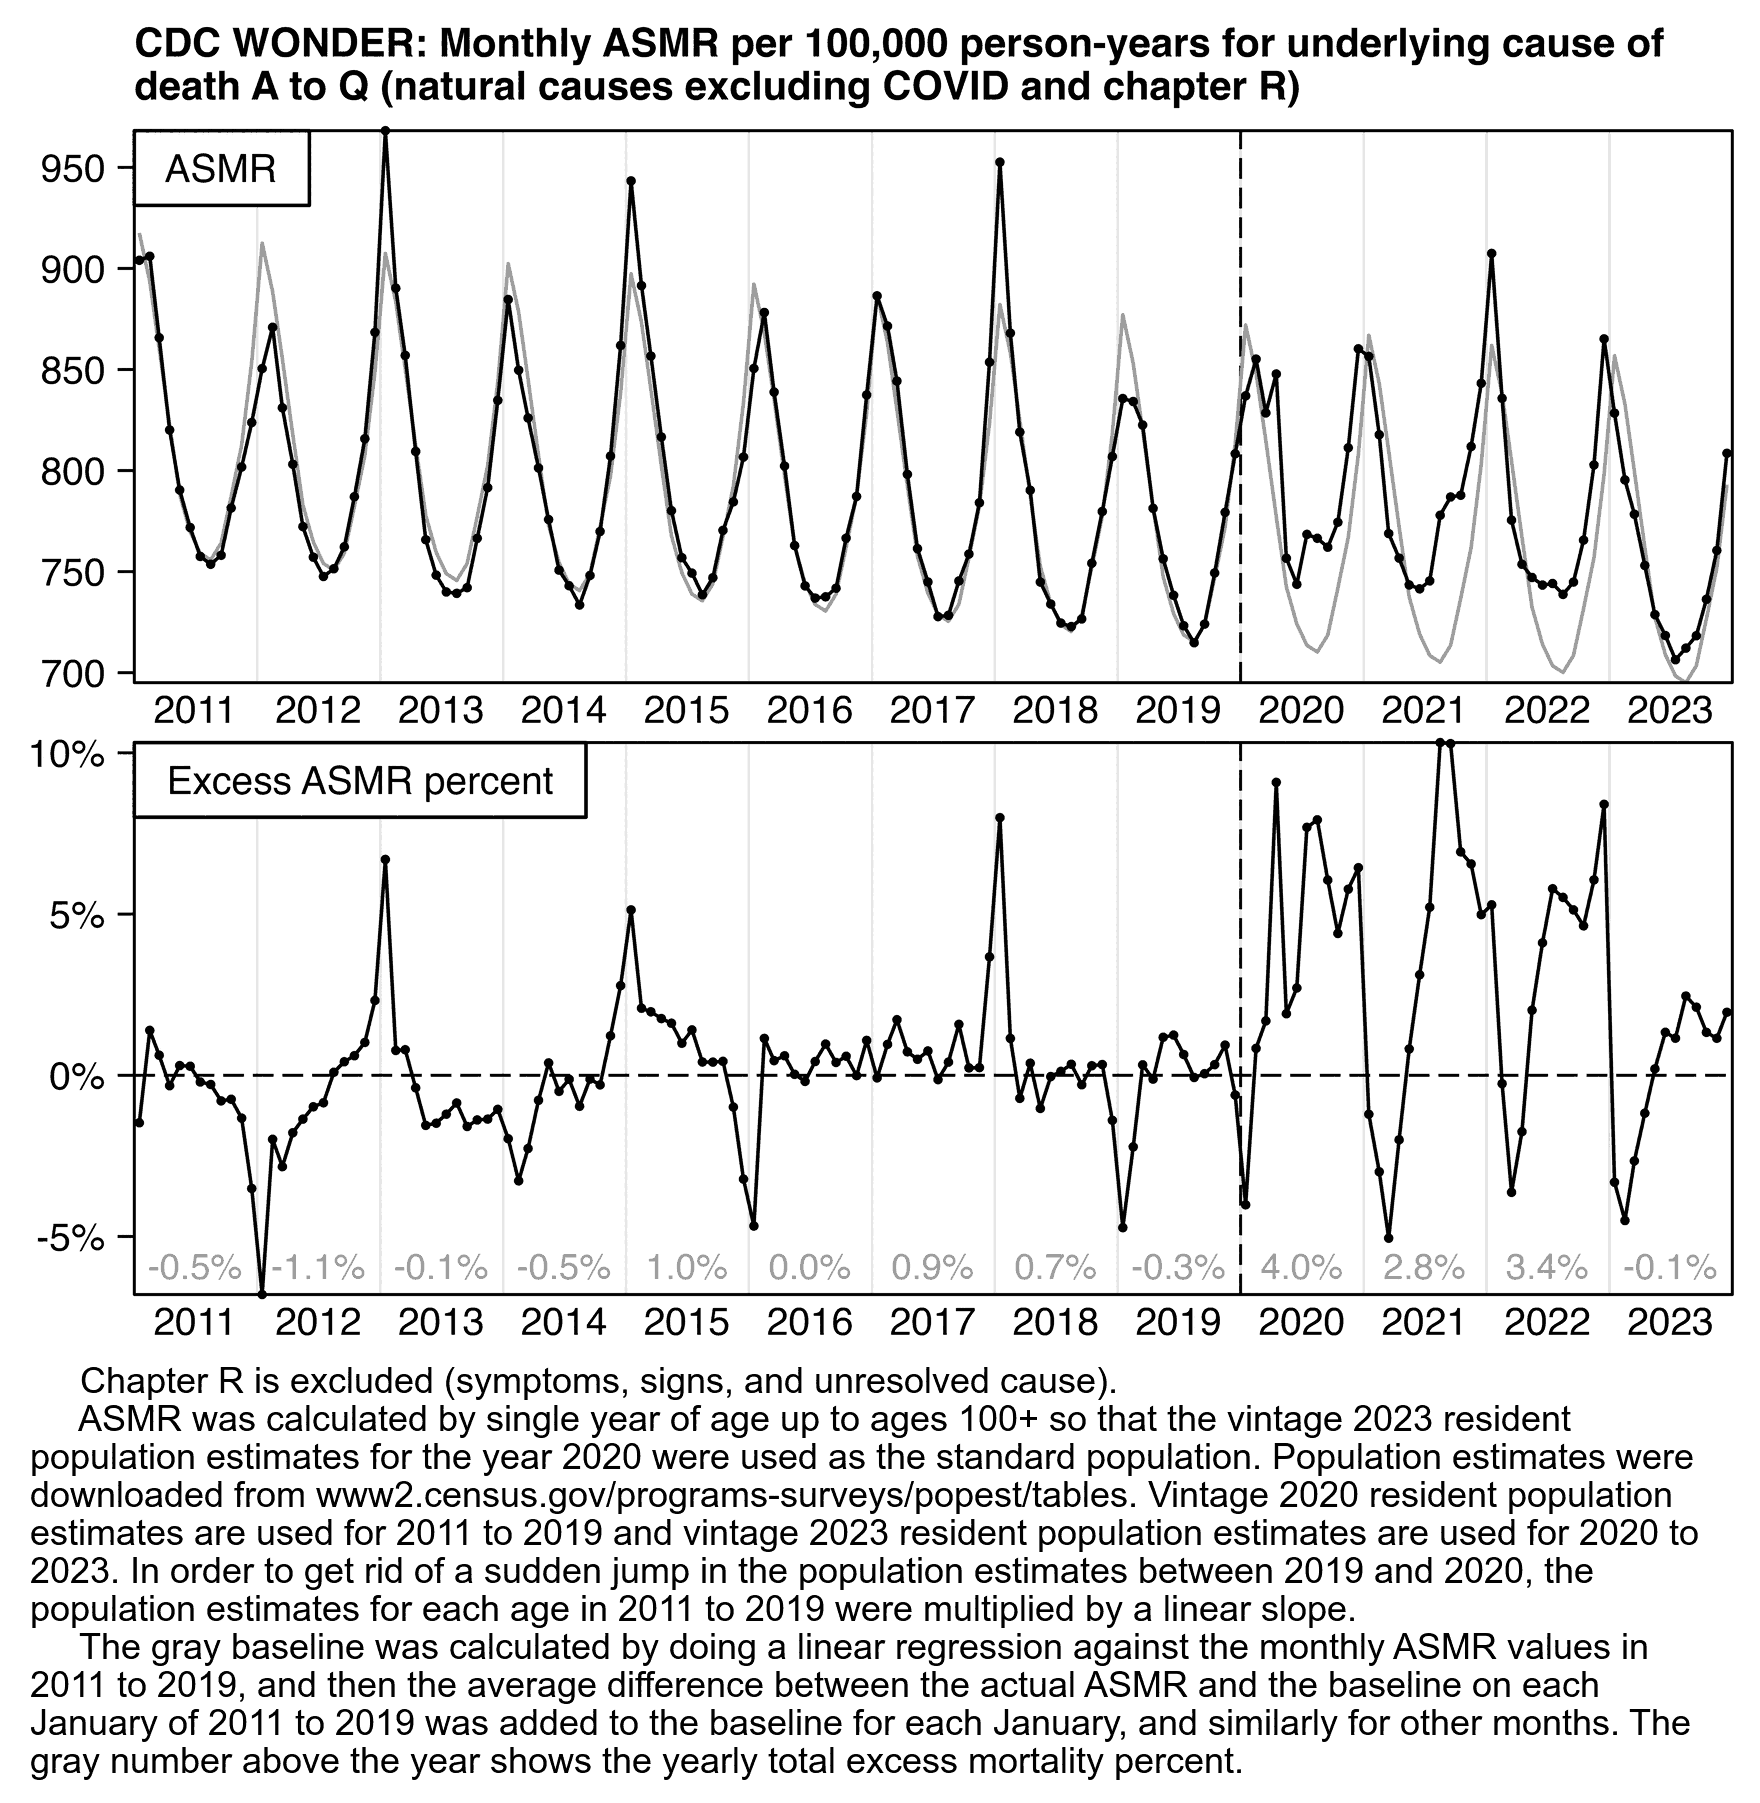 CDC WONDER: Monthly ASMR per 100,000 person-years for underlying cause of
death A to Q (natural causes excluding COVID and chapter R)
ASMR
950
900
850
800
750
700
2011 2012 2013 2014 2015 2016 2017 2018 2019 2020 2021 2022 2023
Excess ASMR percent
10%
5%
0%
-5%
-0.5% -1.1% -0.1% -0.5% 1.0% 0.0% 0.9% 0.7% -0.3% 4.0% 2.8% 3.4% -0.1%
2011 2012 2013 2014 2015 2016 2017 2018 2019 2020 2021 2022 2023
Chapter R is excluded (symptoms, signs, and unresolved cause).
ASMR was calculated by single year of age up to ages 100+ so that the vintage 2023 resident
population estimates for the year 2020 were used as the standard population. Population estimates were
downloaded from www2.census.gov/programs-surveys/popest/tables. Vintage 2020 resident population
estimates are used for 2011 to 2019 and vintage 2023 resident population estimates are used for 2020 to
2023. In order to get rid of a sudden jump in the population estimates between 2019 and 2020, the
population estimates for each age in 2011 to 2019 were multiplied by a linear slope.
The gray baseline was calculated by doing a linear regression against the monthly ASMR values in
2011 to 2019, and then the average difference between the actual ASMR and the baseline on each
January of 2011 to 2019 was added to the baseline for each January, and similarly for other months. The
gray number above the year shows the yearly total excess mortality percent.